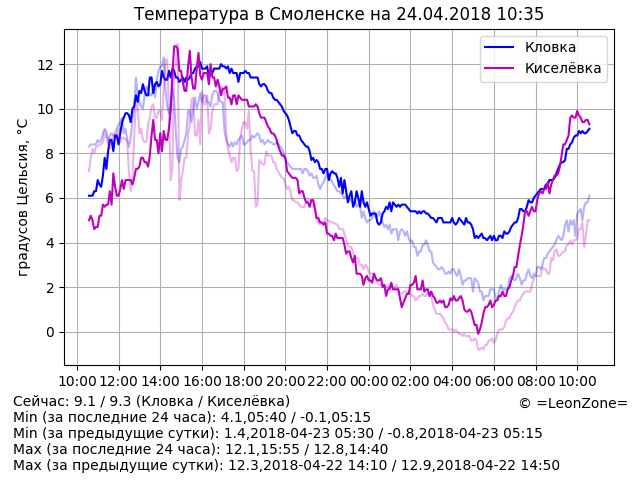 Температура в Смоленске на 24.04.2018 10:35
градусов Цельсия, °C
12
10
8
6
4
2
0
Кловка
Киселёвка
10:00 12:00 14:00 16:00 18:00 20:00 22:00 00:00 02:00 04:00 06:00 08:00 10:00
Сейчас: 9.1 / 9.3 (Кловка / Киселёвка)
© =LeonZone=
Min (за последние 24 часа): 4.1,05:40 / -0.1,05:15
Min (за предыдущие сутки): 1.4,2018-04-23 05:30 / -0.8,2018-04-23 05:15
Max (за последние 24 часа): 12.1,15:55 / 12.8,14:40
Max (за предыдущие сутки): 12.3,2018-04-22 14:10 / 12.9,2018-04-22 14:50